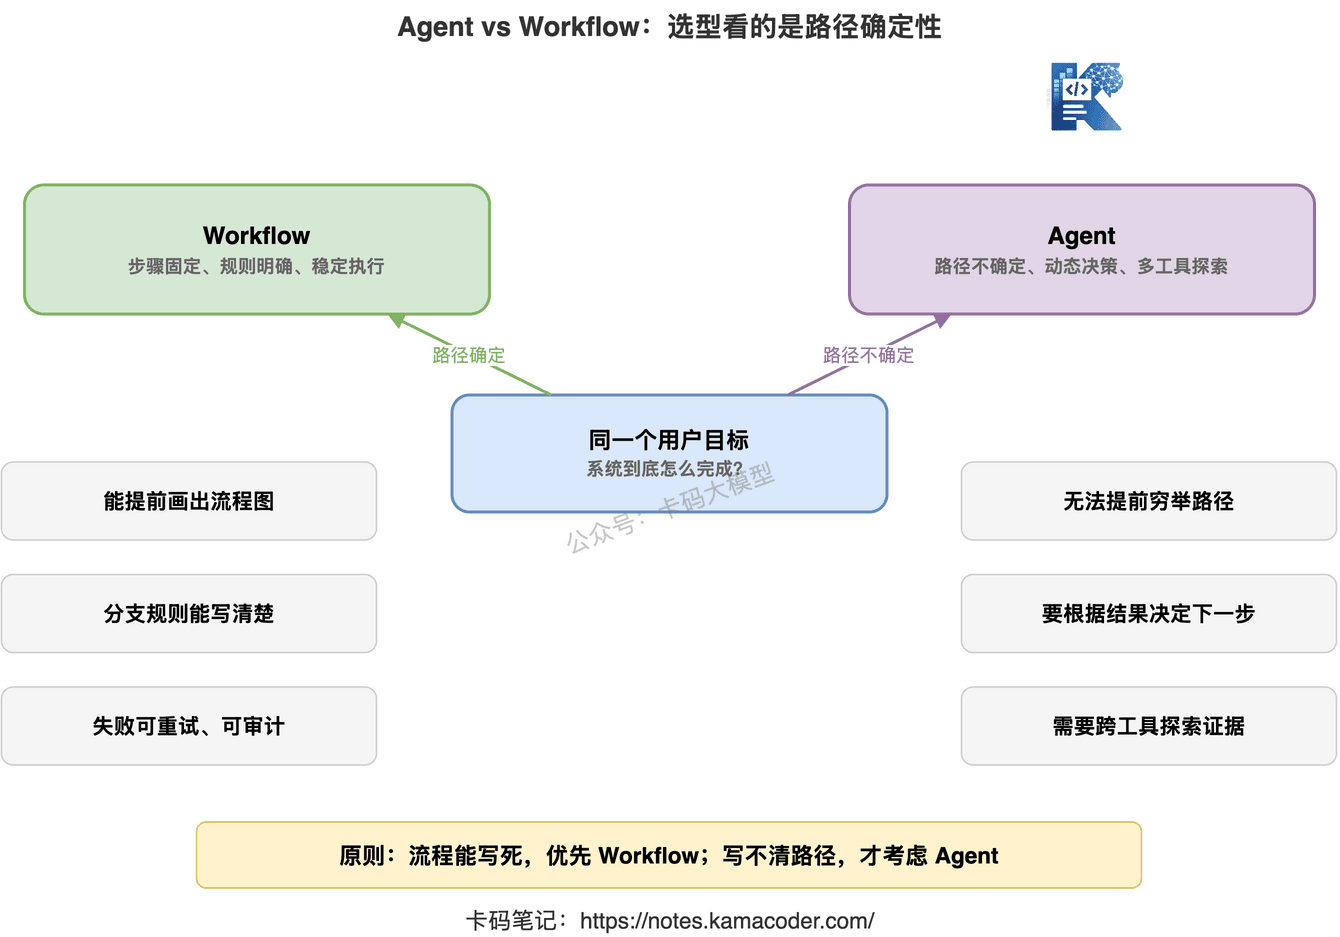 Agent vs Workflow：选型看的是路径确定性
</>
Workflow
步骤固定、规则明确、稳定执行
Agent
路径不确定、动态决策、多工具探索
路径确定
路径不确定
同一个用户目标
系统到底怎么完成？
公众号：卡码大模型
能提前画出流程图
无法提前穷举路径
分支规则能写清楚
要根据结果决定下一步
失败可重试、可审计
需要跨工具探索证据
原则：流程能写死，优先 Workflow；写不清路径，才考虑 Agent
卡码笔记：https://notes.kamacoder.com/